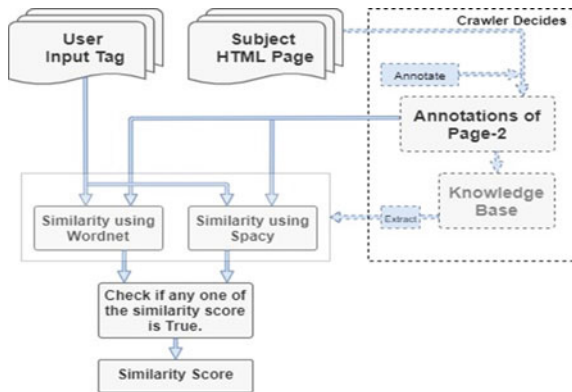 Crawler Decides
User
Input Tag
Subject
HTML Page
Annotate
Annotations of
Page-2
Knowledge
Base
Extract
Similarity using
Wordnet
Similarity using
Spacy
Check if any one of
the similarity score
is True.
Similarity Score